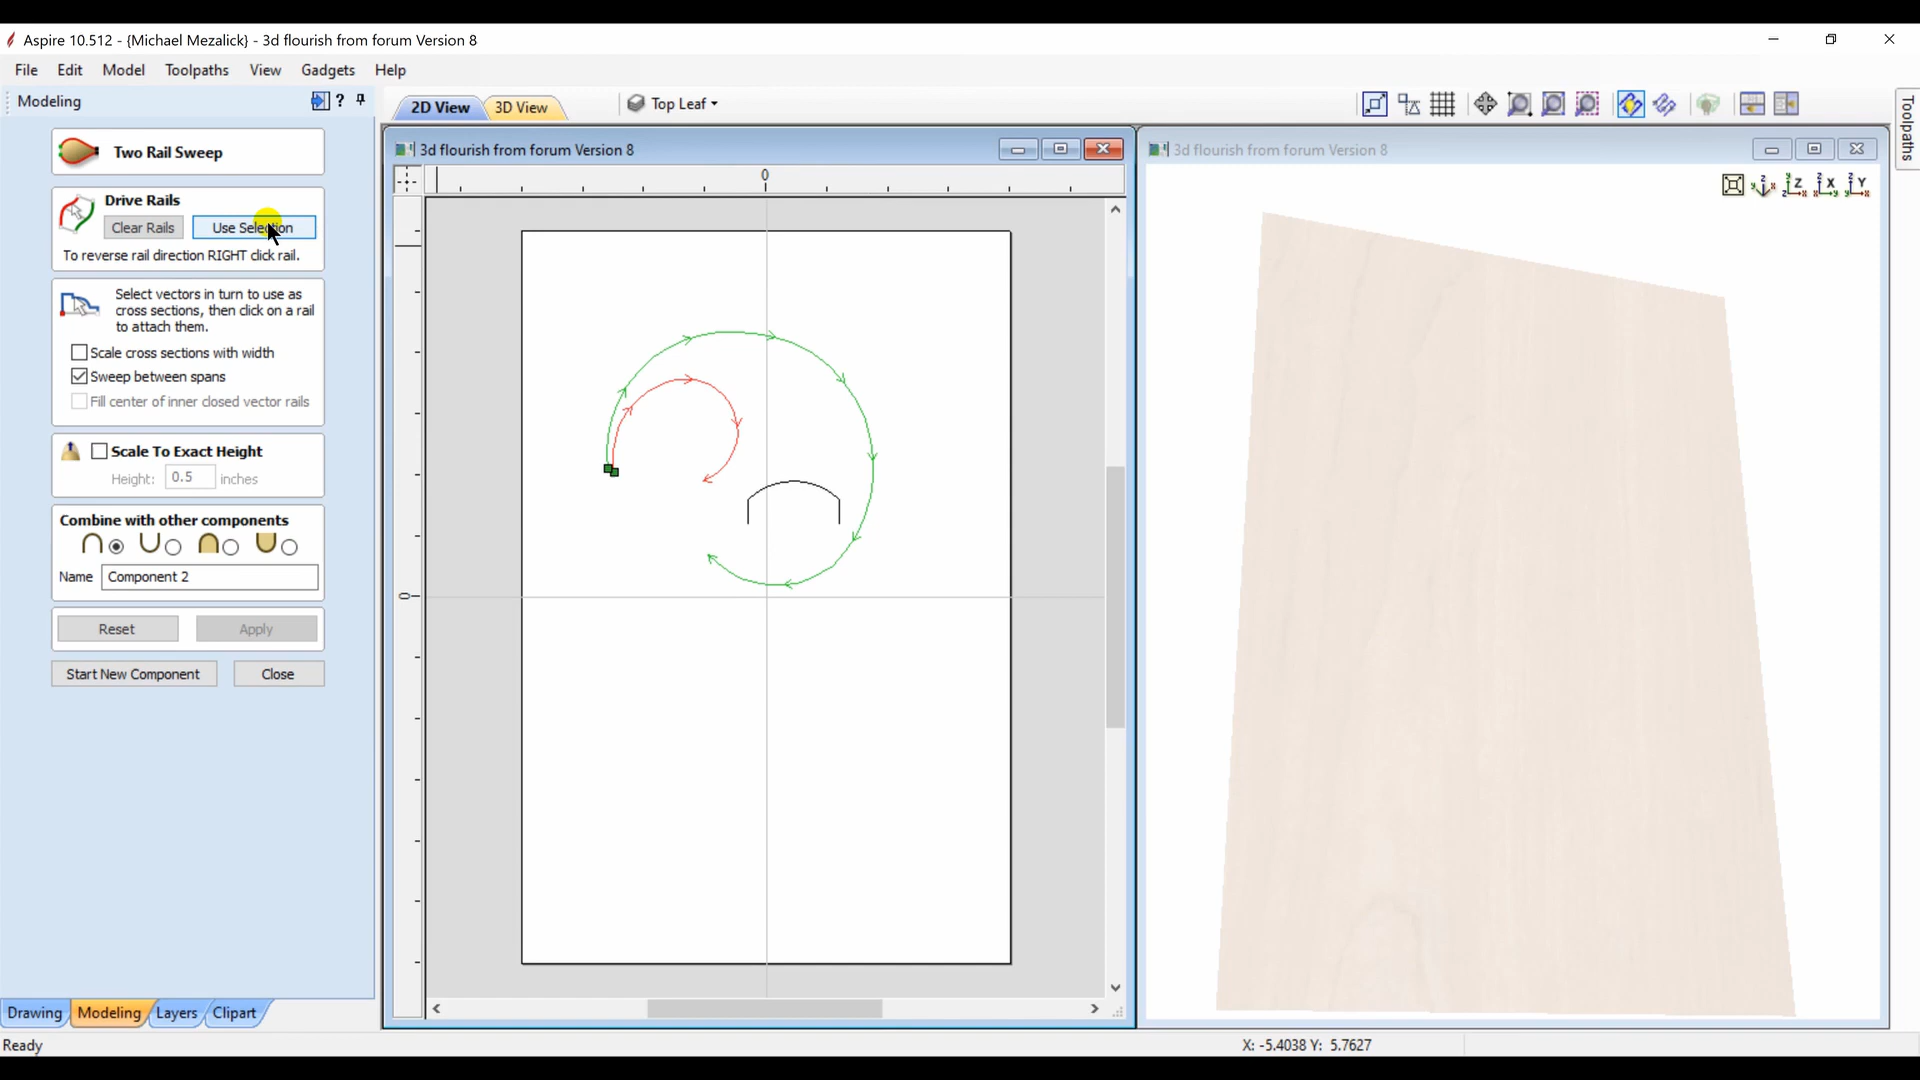 Aspire 10.512 - {Michael Mezalick} - 3d flourish from forum Version 8
File Edit Model Toolpaths View Gadgets Help
Modeling ?
2D View 3D View Top Leaf
Toolpaths
Two Rail Sweep
Drive Rails
Clear Rails Use Selection
To reverse rail direction RIGHT click rail.
Select vectors in turn to use as
cross sections, then click on a rail
to attach them.
Scale cross sections with width
Sweep between spans
Fill center of inner closed vector rails
Scale To Exact Height
Height: 0.5 inches
Combine with other components
Name Component 2
Reset Apply
Start New Component Close
3d flourish from forum Version 8
0
0
3d flourish from forum Version 8
Z X Y
Drawing Modeling Layers Clipart
Ready
X: -5.4038 Y: 5.7627